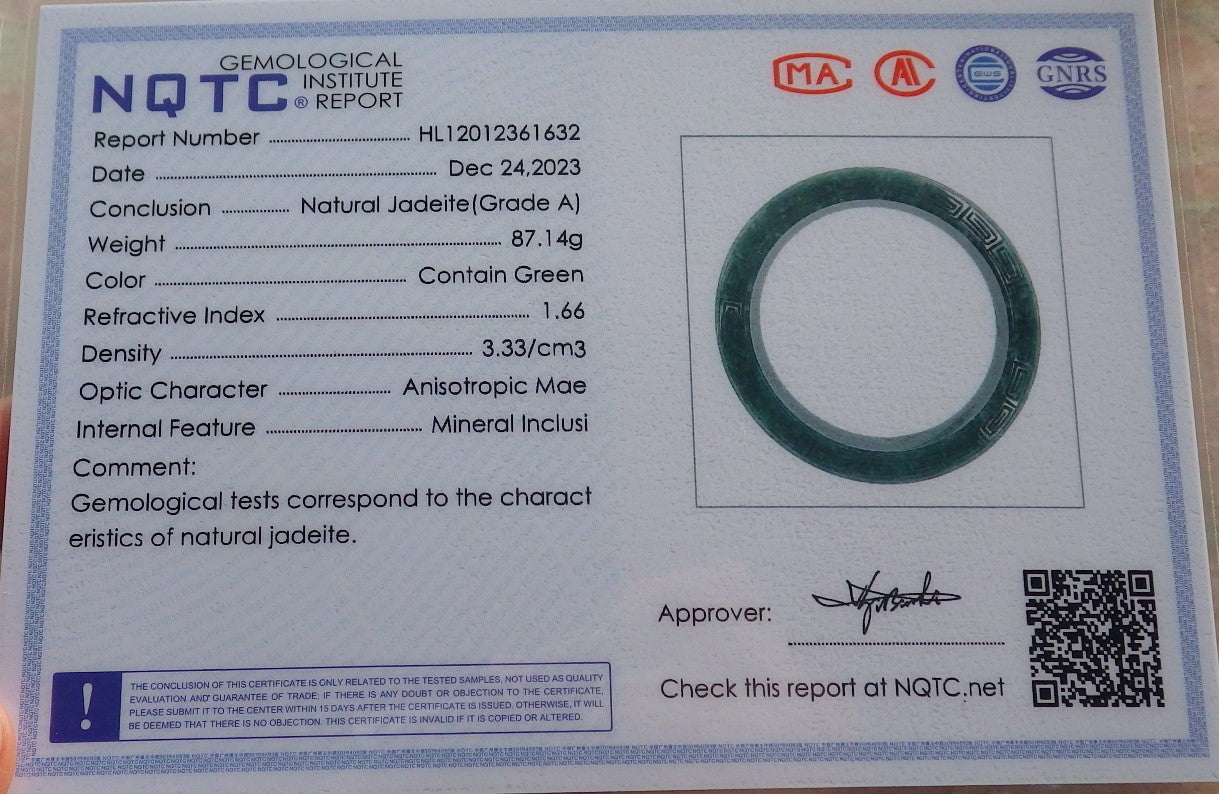 NQTC® GEMOLOGICAL INSTITUTE REPORT
MA
AL
GWG
GNRS
Report Number HL12012361632
Date Dec 24,2023
Conclusion Natural Jadeite(Grade A)
Weight 87.14g
Color Contain Green
Refractive Index 1.66
Density 3.33/cm3
Optic Character Anisotropic Mae
Internal Feature Mineral Inclusi
Comment:
Gemological tests correspond to the charact
eristics of natural jadeite.
Approver:
Check this report at NQTC.net
! THE CONCLUSION OF THIS CERTIFICATE IS ONLY RELATED TO THE TESTED SAMPLES, NOT USED AS QUALITY
EVALUATION AND GUARANTEE OF TRADE; IF THERE IS ANY DOUBT OR OBJECTION TO THE CERTIFICATE,
PLEASE SUBMIT IT TO THE CENTER WITHIN 15 DAYS AFTER THE CERTIFICATE IS ISSUED. OTHERWISE, IT WILL
BE DEEMED THAT THERE IS NO OBJECTION. THIS CERTIFICATE IS INVALID IF IT IS COPIED OR ALTERED.